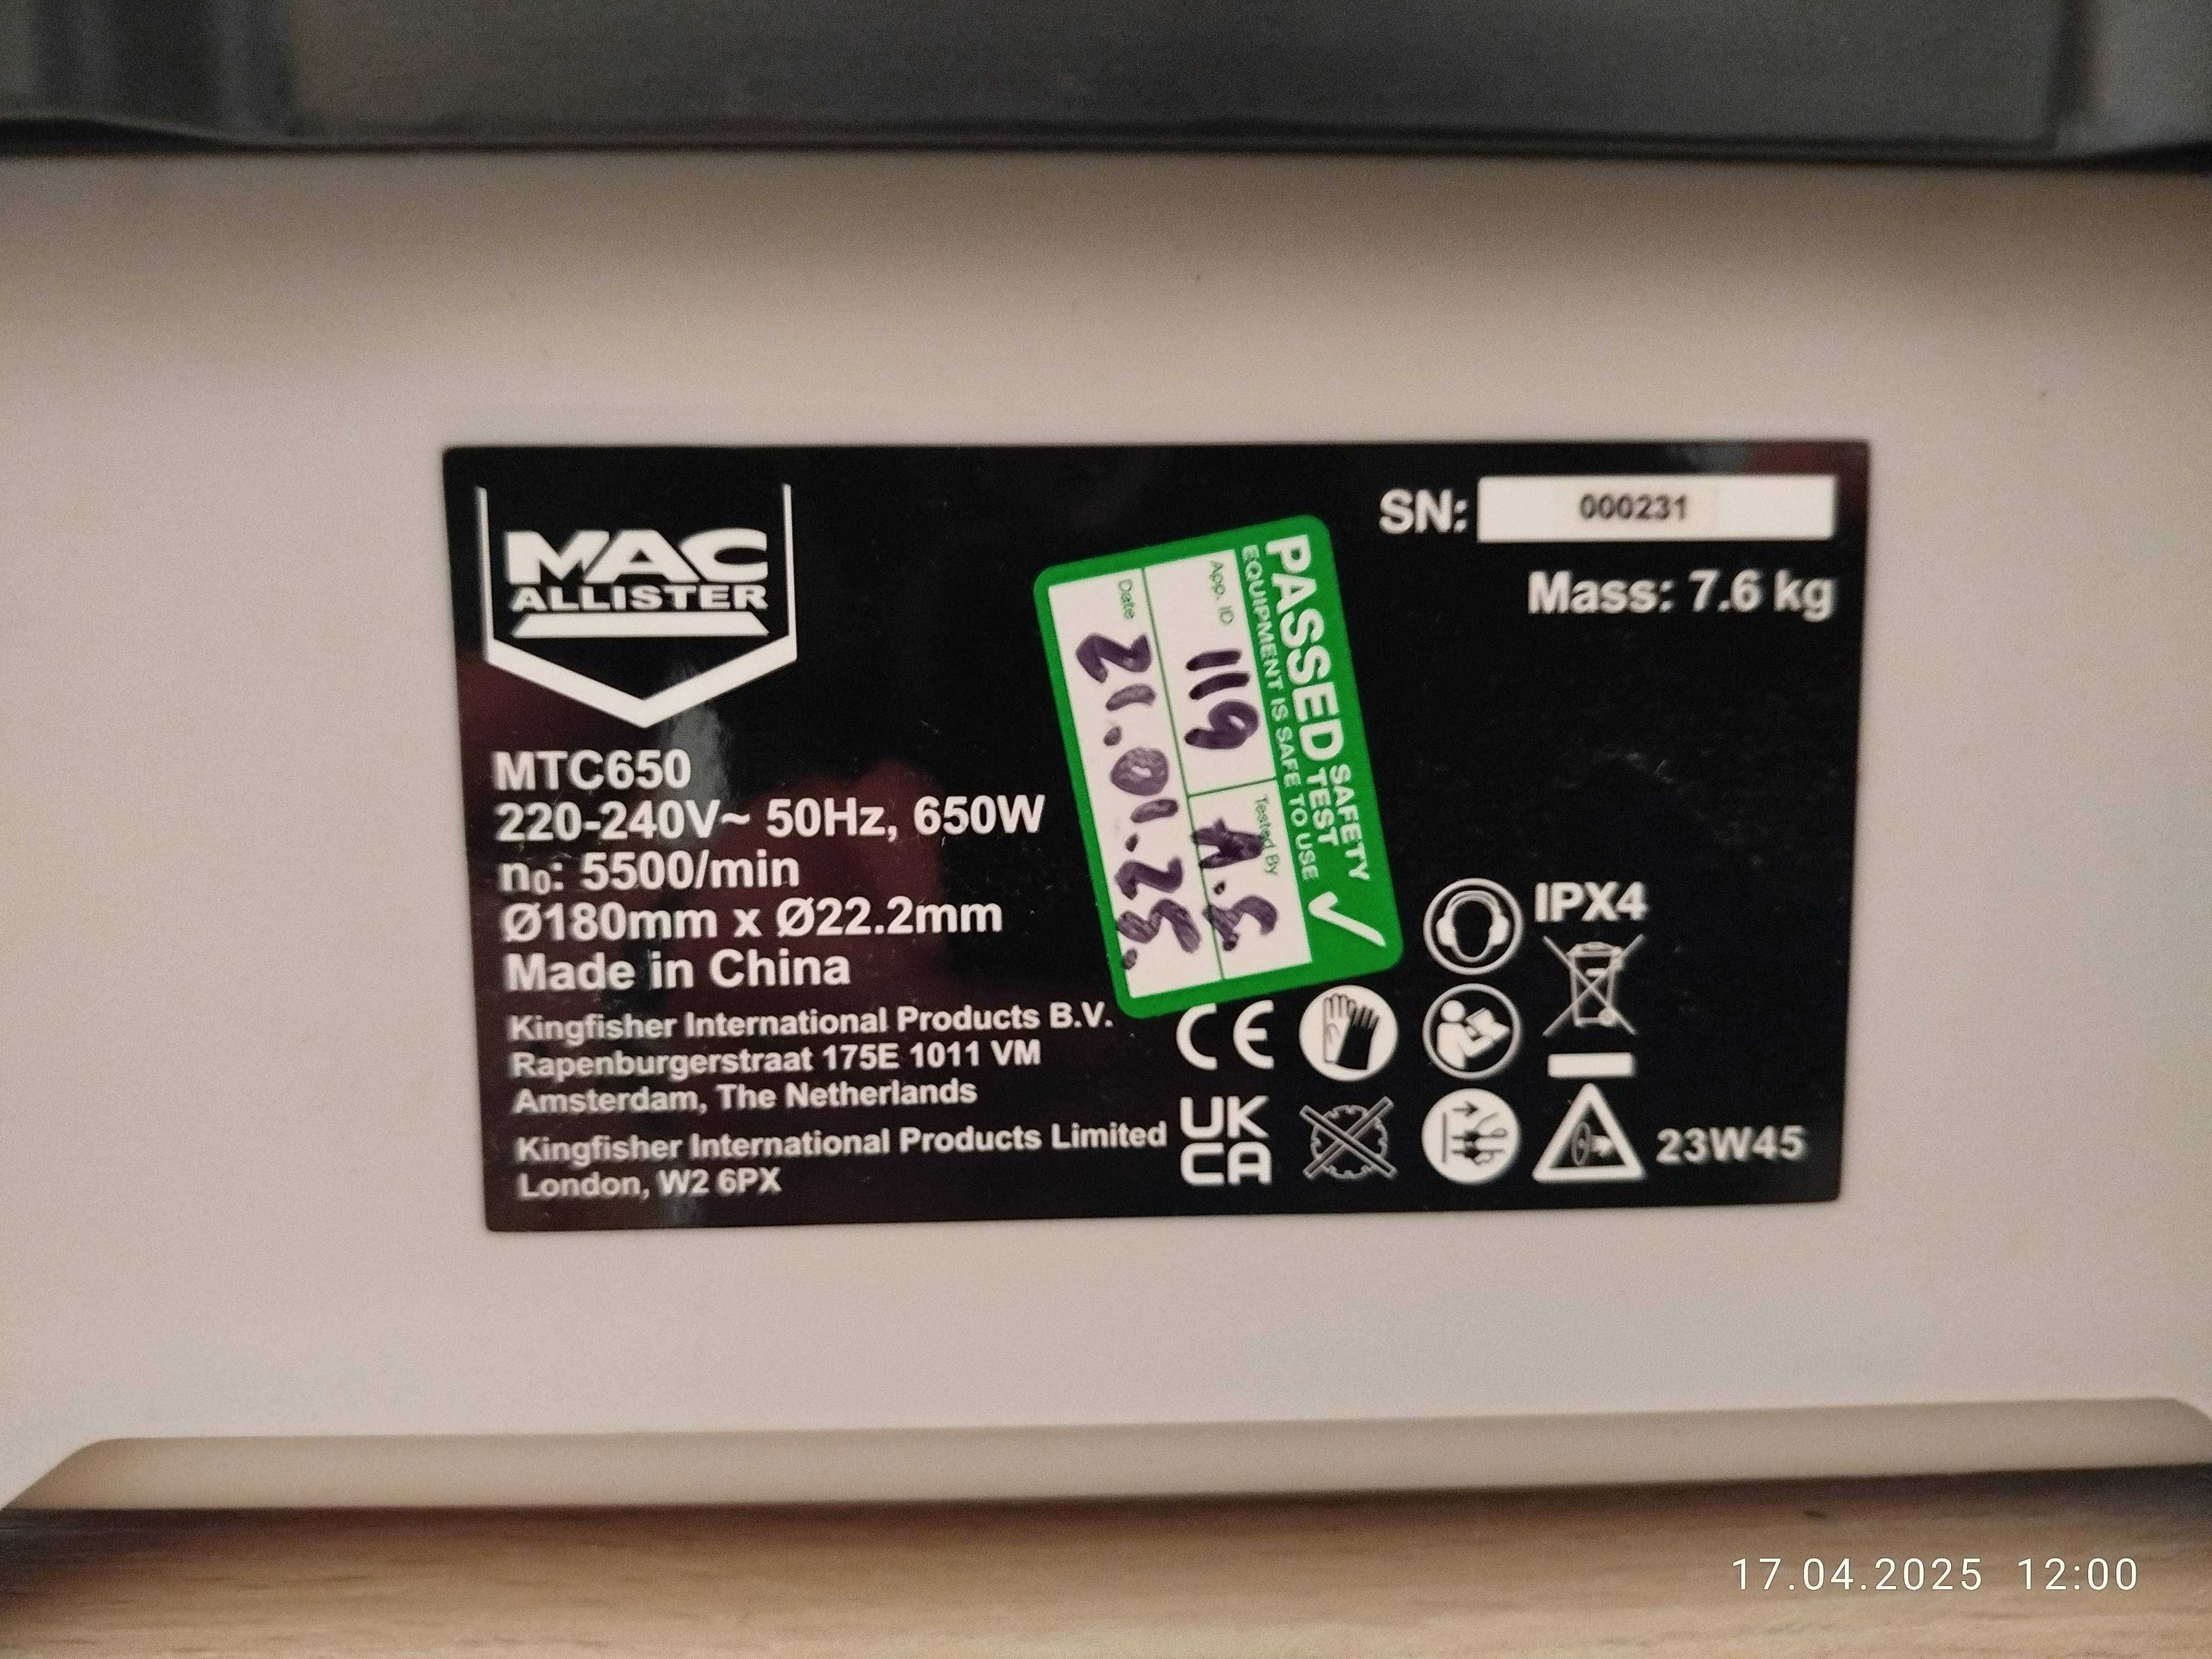 MAC
ALLISTER
SN: 000231
Mass: 7.6 kg
MTC650
220-240V~ 50Hz, 650W
n₀: 5500/min
Ø180mm x Ø22.2mm
Made in China
Kingfisher International Products B.V.
Rapenburgerstraat 175E 1011 VM
Amsterdam, The Netherlands
Kingfisher International Products Limited
London, W2 6PX
PASSED SAFETY TEST
EQUIPMENT IS SAFE TO USE
App. ID 119
Tested By A.S
Date 21.01.25.
CE
UK
CA
IPX4
23W45
17.04.2025 12:00